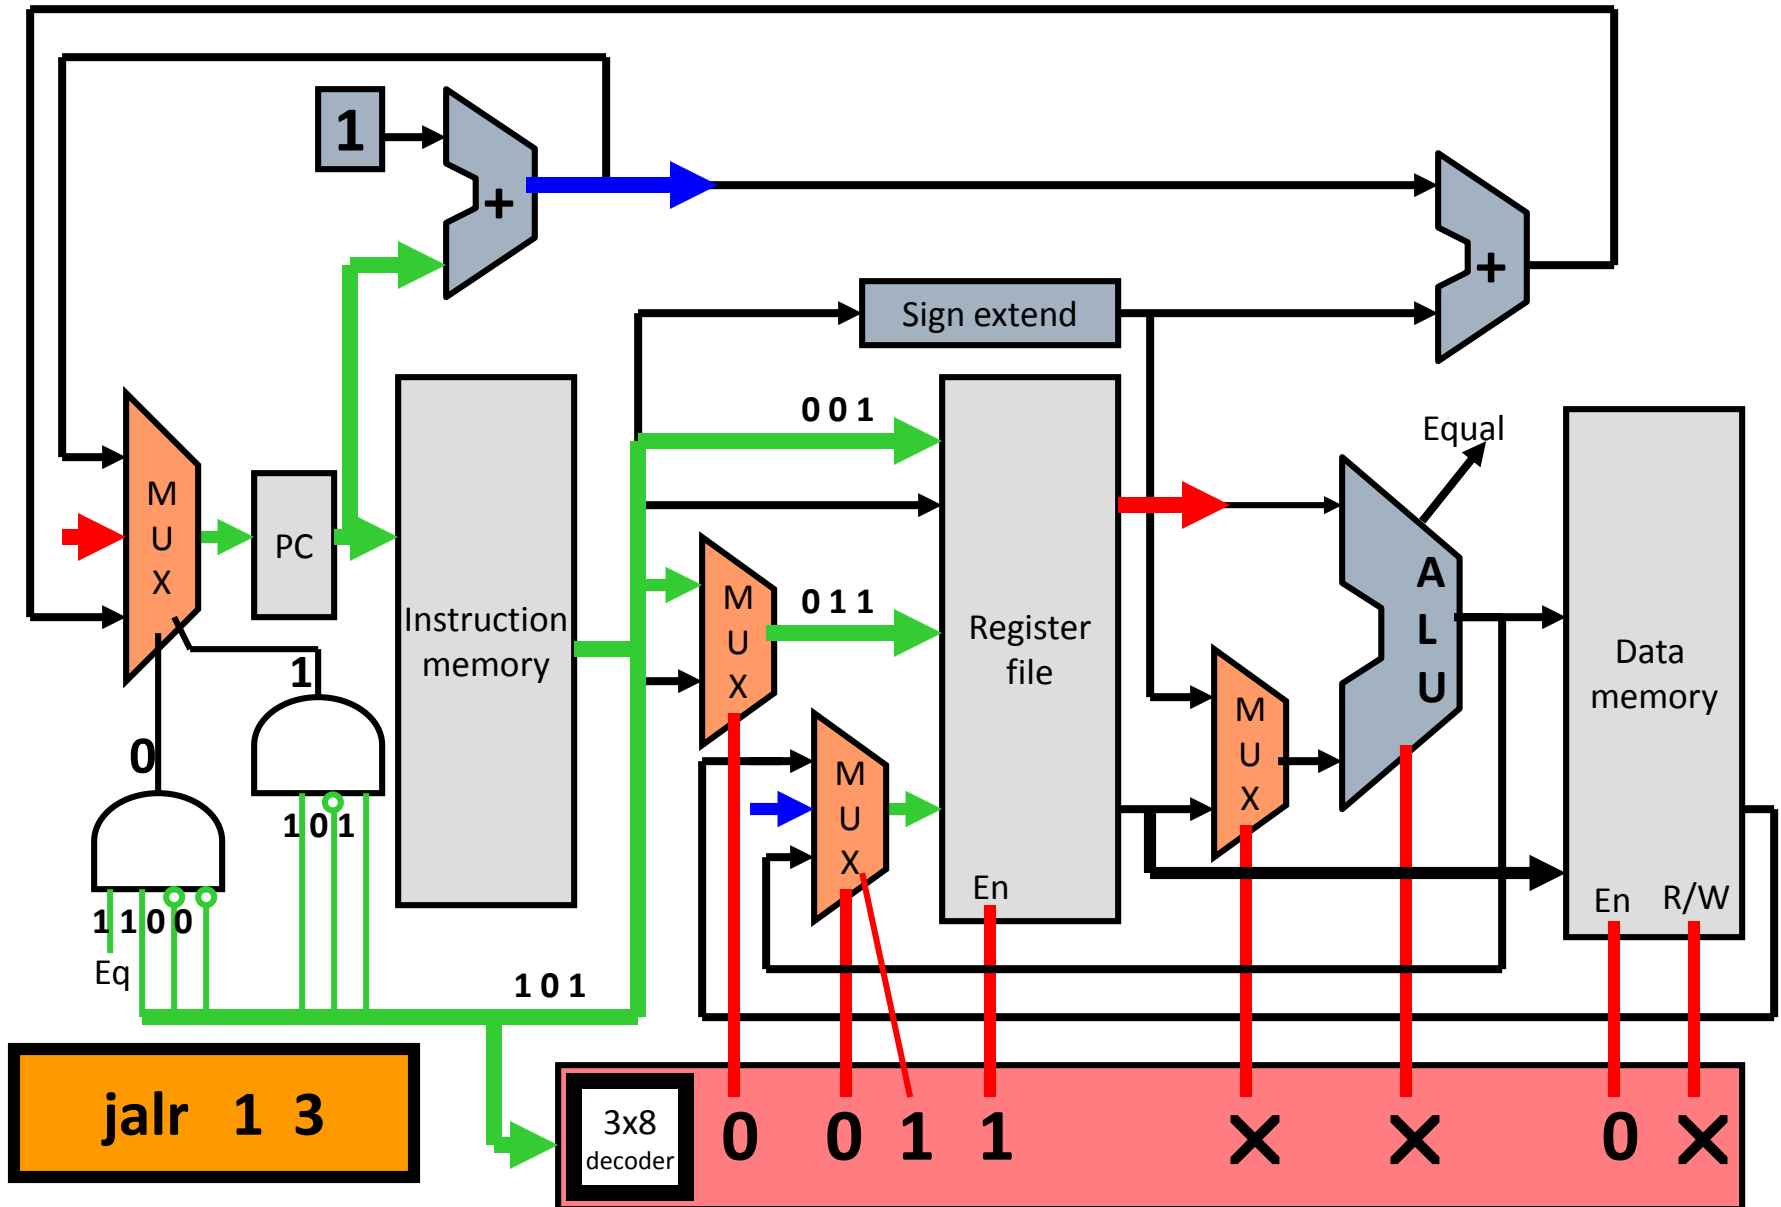 1
+
+
Sign extend
0 0 1
Equal
M
U
X
PC
Instruction
memory
M
U
X
0 1 1
Register
file
A
L
U
Data
memory
1
M
U
X
M
U
X
0
1 0 1
En
En R/W
1 1 0 0
Eq
1 0 1
jalr 1 3
3x8
decoder
0 0 1 1 X X 0 X